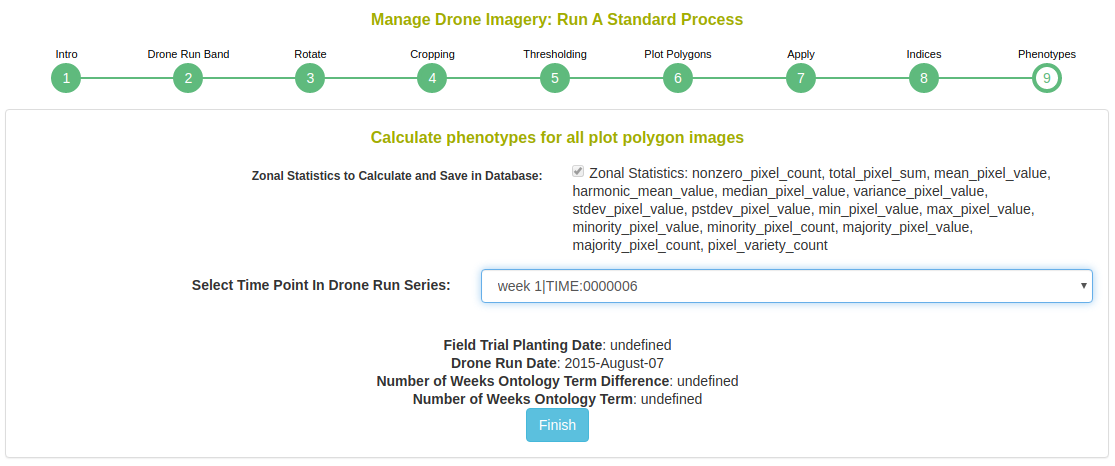 Manage Drone Imagery: Run A Standard Process
Intro
Drone Run Band
Rotate
Cropping
Thresholding
Plot Polygons
Apply
Indices
Phenotypes
1
2
3
4
5
6
7
8
9
Calculate phenotypes for all plot polygon images
Zonal Statistics to Calculate and Save in Database:
Zonal Statistics: nonzero_pixel_count, total_pixel_sum, mean_pixel_value,
harmonic_mean_value, median_pixel_value, variance_pixel_value,
stdev_pixel_value, pstdev_pixel_value, min_pixel_value, max_pixel_value,
minority_pixel_value, minority_pixel_count, majority_pixel_value,
majority_pixel_count, pixel_variety_count
Select Time Point In Drone Run Series:
week 1|TIME:0000006
Field Trial Planting Date: undefined
Drone Run Date: 2015-August-07
Number of Weeks Ontology Term Difference: undefined
Number of Weeks Ontology Term: undefined
Finish